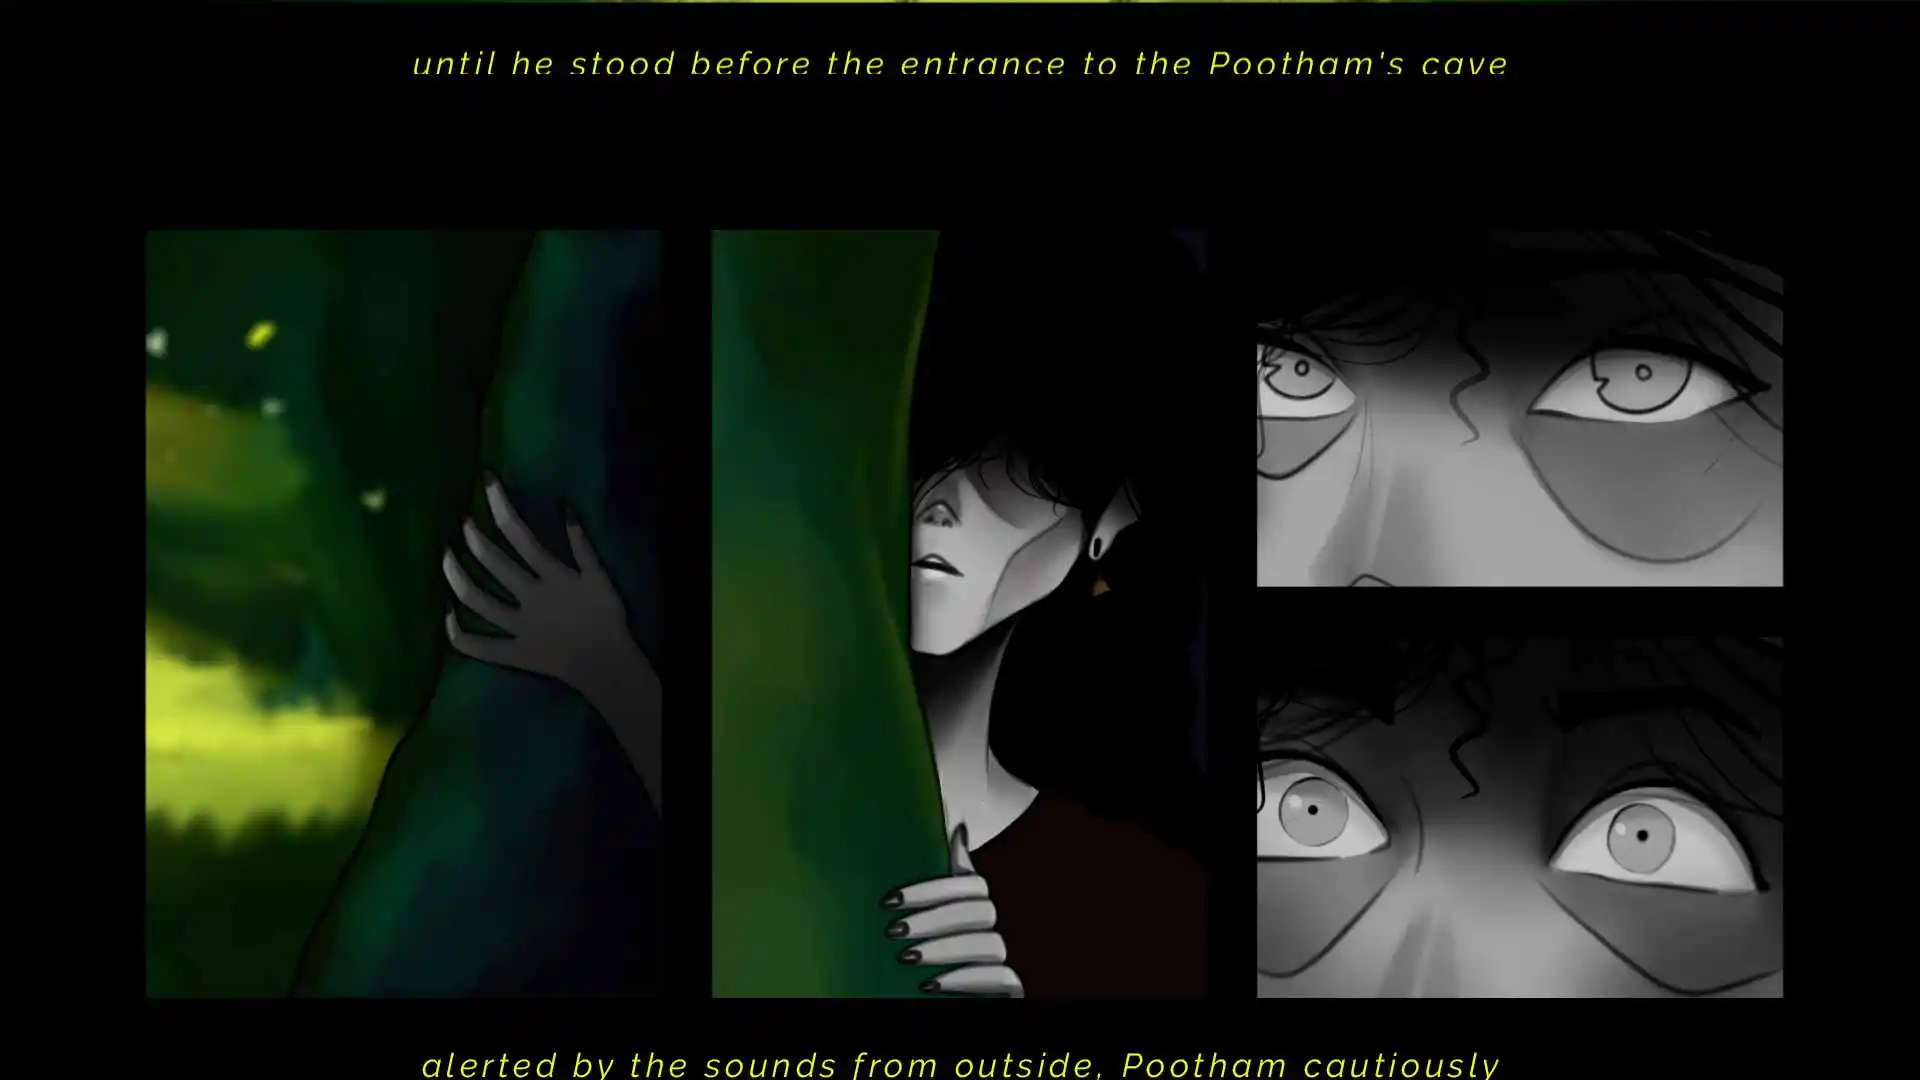 until he stood before the entrance to the Pootham's cave
alerted by the sounds from outside, Pootham cautiously